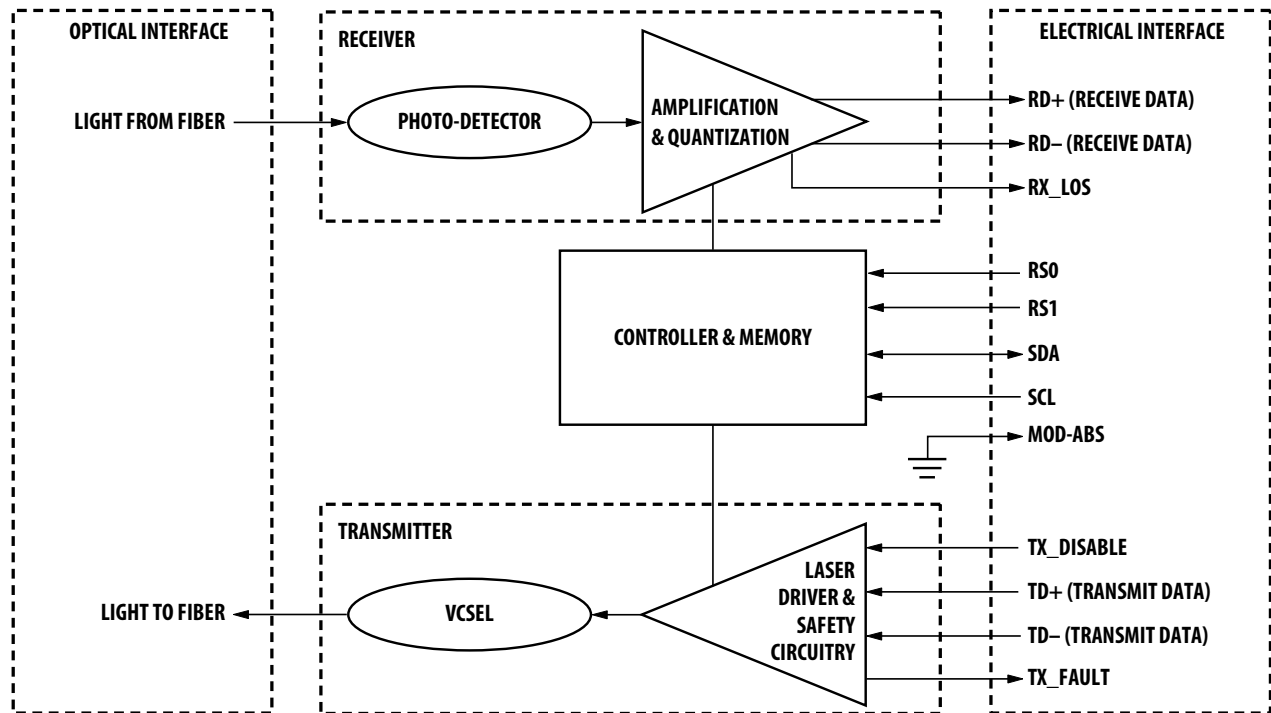 OPTICAL INTERFACE
RECEIVER
ELECTRICAL INTERFACE
LIGHT FROM FIBER
PHOTO-DETECTOR
AMPLIFICATION
& QUANTIZATION
RD+ (RECEIVE DATA)
RD– (RECEIVE DATA)
RX_LOS
CONTROLLER & MEMORY
RS0
RS1
SDA
SCL
MOD-ABS
TRANSMITTER
LIGHT TO FIBER
VCSEL
LASER
DRIVER &
SAFETY
CIRCUITRY
TX_DISABLE
TD+ (TRANSMIT DATA)
TD– (TRANSMIT DATA)
TX_FAULT